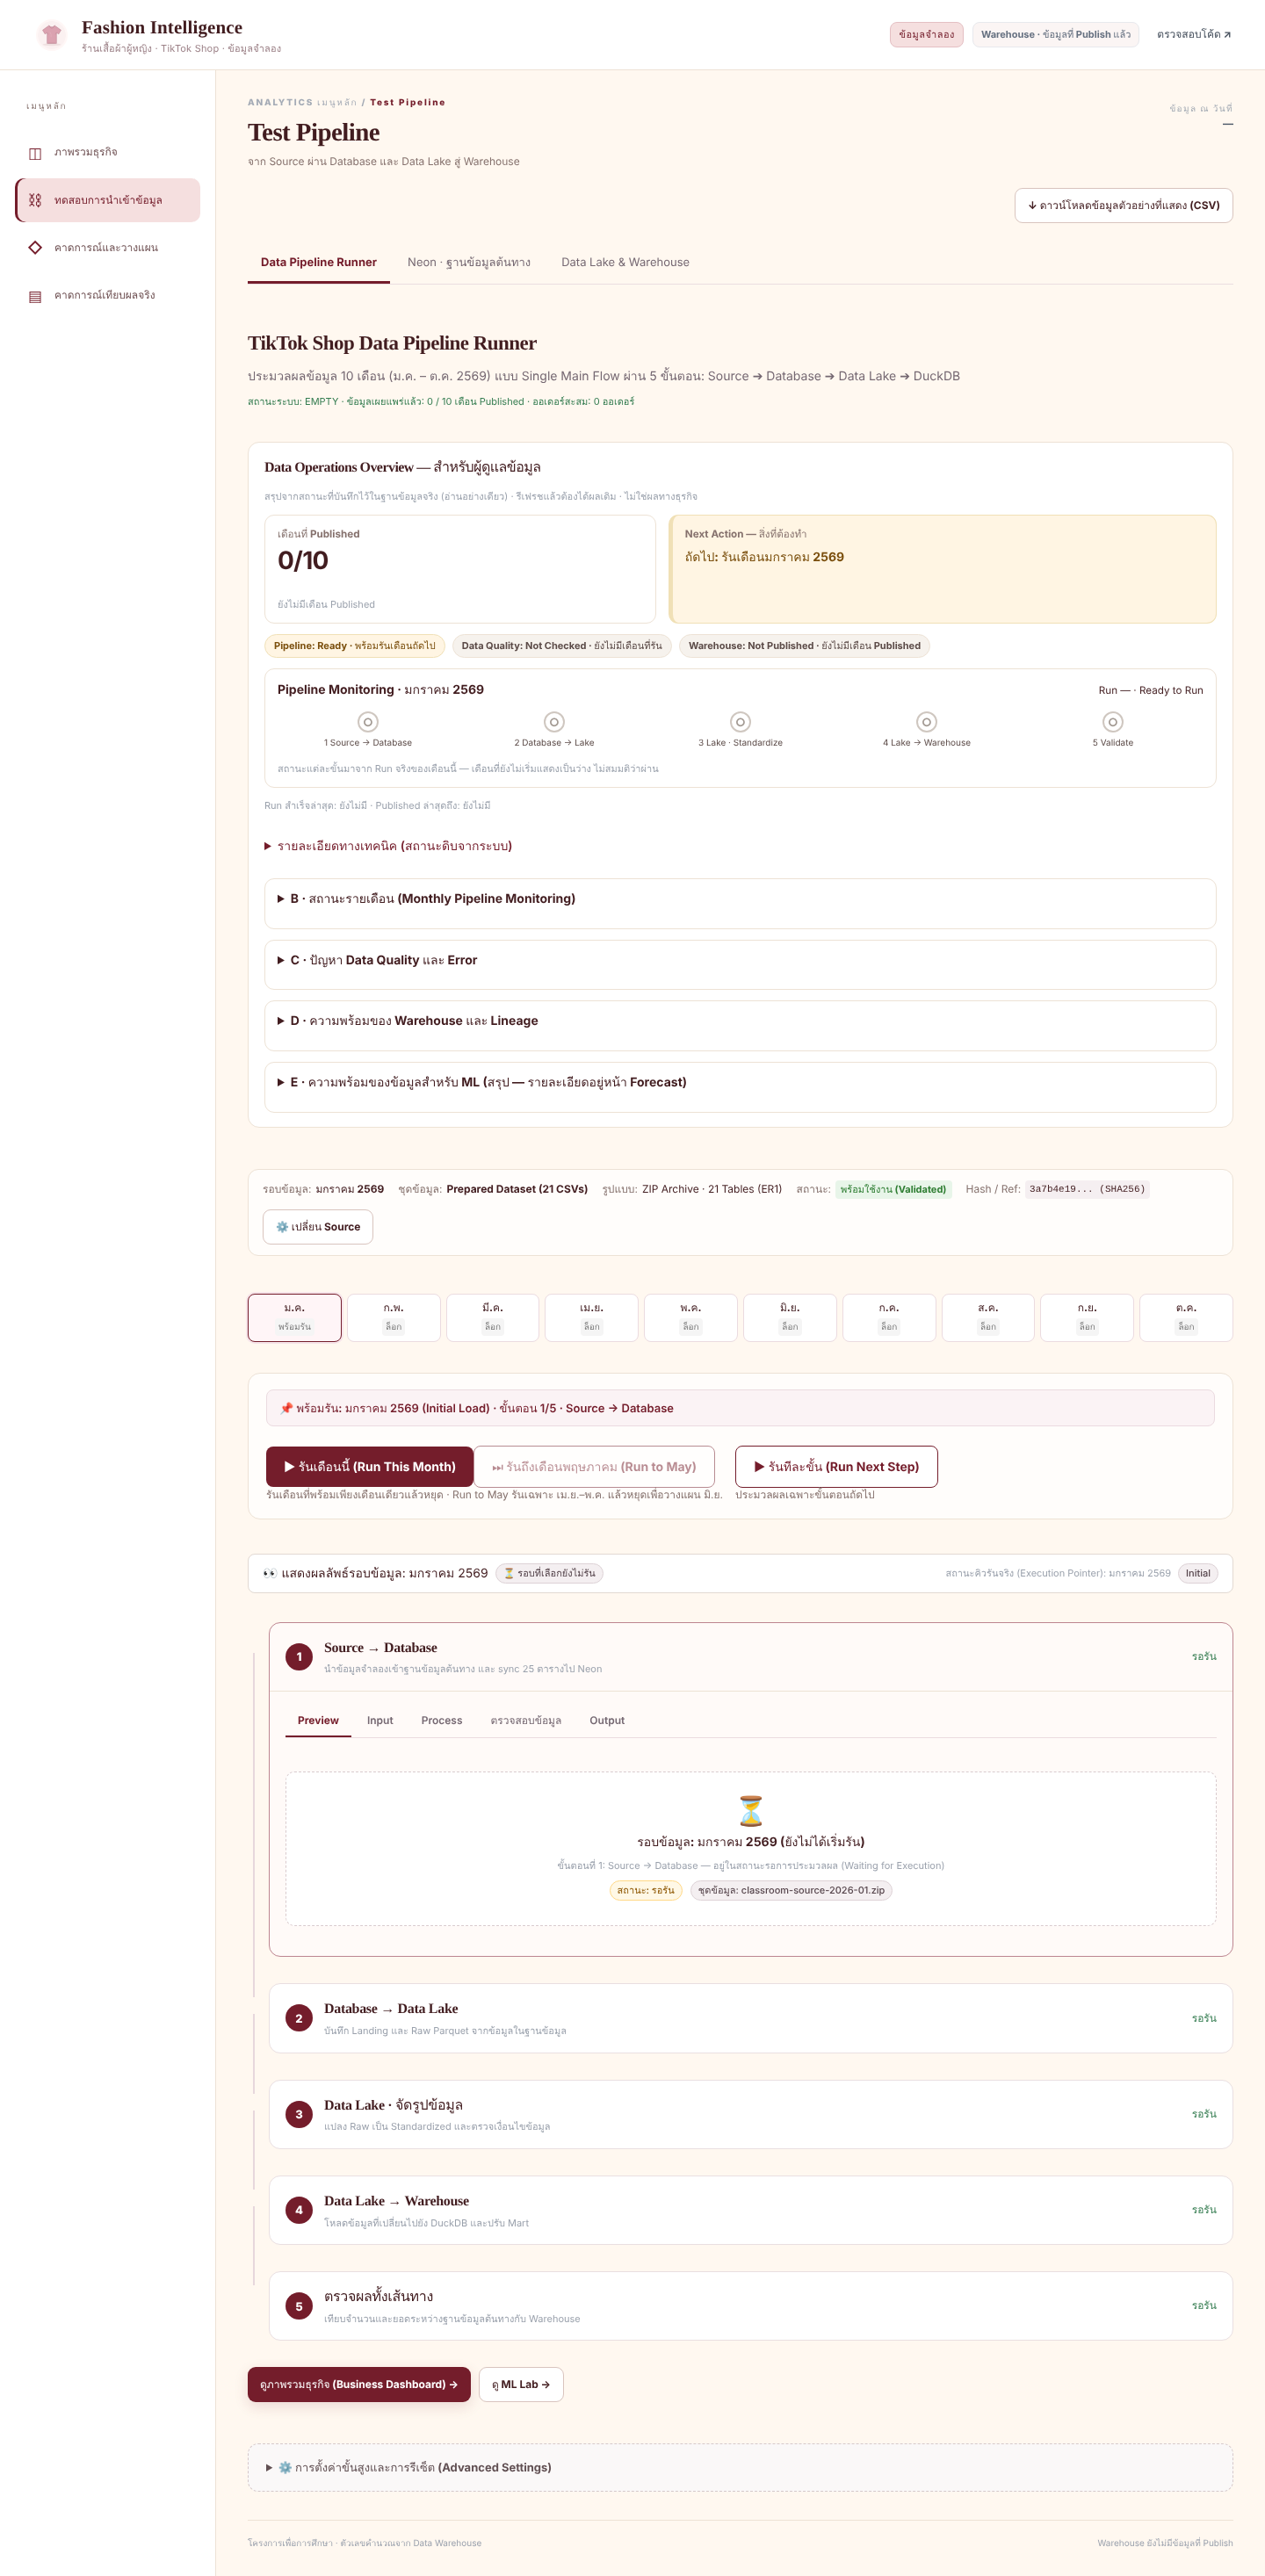 Fashion Intelligence
ร้านเสื้อผ้าผู้หญิง · TikTok Shop · ข้อมูลจำลอง
ข้อมูลจำลอง
Warehouse · ข้อมูลที่ Publish แล้ว
ตรวจสอบโค้ด ↗
เมนูหลัก
ภาพรวมธุรกิจ
ทดสอบการนำเข้าข้อมูล
คาดการณ์และวางแผน
คาดการณ์เทียบผลจริง
ANALYTICS เมนูหลัก / Test Pipeline
Test Pipeline
จาก Source ผ่าน Database และ Data Lake สู่ Warehouse
ข้อมูล ณ วันที่
—
↓ ดาวน์โหลดข้อมูลตัวอย่างที่แสดง (CSV)
Data Pipeline Runner
Neon · ฐานข้อมูลต้นทาง
Data Lake & Warehouse
TikTok Shop Data Pipeline Runner
ประมวลผลข้อมูล 10 เดือน (ม.ค. – ต.ค. 2569) แบบ Single Main Flow ผ่าน 5 ขั้นตอน: Source ➔ Database ➔ Data Lake ➔ DuckDB
สถานะระบบ: EMPTY · ข้อมูลเผยแพร่แล้ว: 0 / 10 เดือน Published · ออเดอร์สะสม: 0 ออเดอร์
Data Operations Overview — สำหรับผู้ดูแลข้อมูล
สรุปจากสถานะที่บันทึกไว้ในฐานข้อมูลจริง (อ่านอย่างเดียว) · รีเฟรชแล้วต้องได้ผลเดิม · ไม่ใช่ผลทางธุรกิจ
เดือนที่ Published
0/10
ยังไม่มีเดือน Published
Next Action — สิ่งที่ต้องทำ
ถัดไป: รันเดือนมกราคม 2569
Pipeline: Ready · พร้อมรันเดือนถัดไป
Data Quality: Not Checked · ยังไม่มีเดือนที่รัน
Warehouse: Not Published · ยังไม่มีเดือน Published
Pipeline Monitoring · มกราคม 2569
Run — · Ready to Run
1 Source → Database
2 Database → Lake
3 Lake · Standardize
4 Lake → Warehouse
5 Validate
สถานะแต่ละขั้นมาจาก Run จริงของเดือนนี้ — เดือนที่ยังไม่เริ่มแสดงเป็นว่าง ไม่สมมติว่าผ่าน
Run สำเร็จล่าสุด: ยังไม่มี · Published ล่าสุดถึง: ยังไม่มี
▶ รายละเอียดทางเทคนิค (สถานะดิบจากระบบ)
▶ B · สถานะรายเดือน (Monthly Pipeline Monitoring)
▶ C · ปัญหา Data Quality และ Error
▶ D · ความพร้อมของ Warehouse และ Lineage
▶ E · ความพร้อมของข้อมูลสำหรับ ML (สรุป — รายละเอียดอยู่หน้า Forecast)
รอบข้อมูล: มกราคม 2569 ชุดข้อมูล: Prepared Dataset (21 CSVs) รูปแบบ: ZIP Archive · 21 Tables (ER1) สถานะ: พร้อมใช้งาน (Validated) Hash / Ref: 3a7b4e19... (SHA256)
⚙️ เปลี่ยน Source
ม.ค. ก.พ. มี.ค. เม.ย. พ.ค. มิ.ย. ก.ค. ส.ค. ก.ย. ต.ค.
พร้อมรัน ล็อก ล็อก ล็อก ล็อก ล็อก ล็อก ล็อก ล็อก ล็อก
📌 พร้อมรัน: มกราคม 2569 (Initial Load) · ขั้นตอน 1/5 · Source → Database
▶ รันเดือนนี้ (Run This Month)
⏭ รันถึงเดือนพฤษภาคม (Run to May)
▶ รันทีละขั้น (Run Next Step)
รันเดือนที่พร้อมเพียงเดือนเดียวแล้วหยุด · Run to May รันเฉพาะ เม.ย.–พ.ค. แล้วหยุดเพื่อวางแผน มิ.ย.
ประมวลผลเฉพาะขั้นตอนถัดไป
👀 แสดงผลลัพธ์รอบข้อมูล: มกราคม 2569 ⏳ รอบที่เลือกยังไม่รัน
สถานะคิวรันจริง (Execution Pointer): มกราคม 2569 Initial
1 Source → Database
รอรัน
นำข้อมูลจำลองเข้าฐานข้อมูลต้นทาง และ sync 25 ตารางไป Neon
Preview Input Process ตรวจสอบข้อมูล Output
⏳
รอบข้อมูล: มกราคม 2569 (ยังไม่ได้เริ่มรัน)
ขั้นตอนที่ 1: Source → Database — อยู่ในสถานะรอการประมวลผล (Waiting for Execution)
สถานะ: รอรัน ชุดข้อมูล: classroom-source-2026-01.zip
2 Database → Data Lake
รอรัน
บันทึก Landing และ Raw Parquet จากข้อมูลในฐานข้อมูล
3 Data Lake · จัดรูปข้อมูล
รอรัน
แปลง Raw เป็น Standardized และตรวจเงื่อนไขข้อมูล
4 Data Lake → Warehouse
รอรัน
โหลดข้อมูลที่เปลี่ยนไปยัง DuckDB และปรับ Mart
5 ตรวจผลทั้งเส้นทาง
รอรัน
เทียบจำนวนและยอดระหว่างฐานข้อมูลต้นทางกับ Warehouse
ดูภาพรวมธุรกิจ (Business Dashboard) →
ดู ML Lab →
▶ ⚙️ การตั้งค่าขั้นสูงและการรีเซ็ต (Advanced Settings)
โครงการเพื่อการศึกษา · ตัวเลขคำนวณจาก Data Warehouse
Warehouse ยังไม่มีข้อมูลที่ Publish